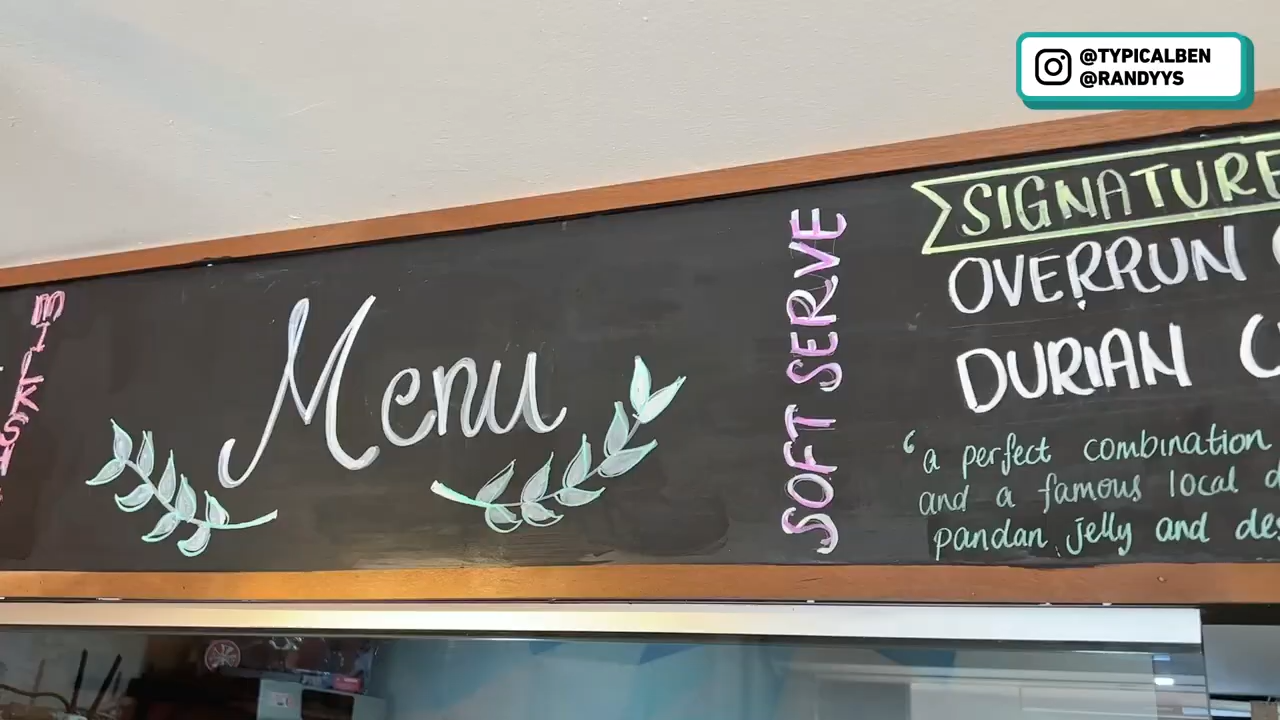 @TYPICALBEN
@RANDYYS
Menu
SOFT SERVE
SIGNATURE
OVERRUN
DURIAN
"a perfect combination
and a famous local
pandan jelly and